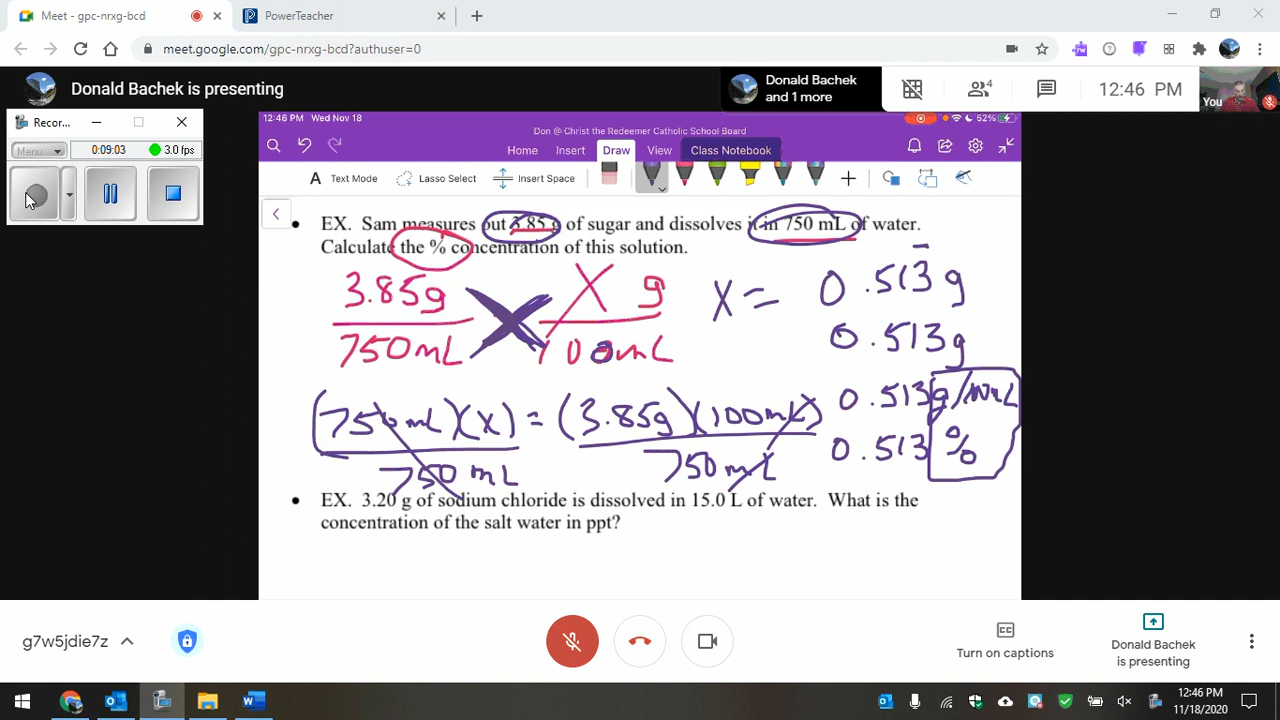 Meet - gpc-nrxg-bcd
PowerTeacher
meet.google.com/gpc-nrxg-bcd?authuser=0
Donald Bachek is presenting
Donald Bachek
and 1 more
4
12:46 PM
You
Recor...
Menu
0:09:03
3.0 fps
12:46 PM Wed Nov 18
52%
Don @ Christ the Redeemer Catholic School Board
Home Insert Draw View Class Notebook
A Text Mode Lasso Select Insert Space
• EX. Sam measures out 3.85 g of sugar and dissolves it in 750 mL of water.
Calculate the % concentration of this solution.
3.85g X g
750mL 100mL
X = 0.513g
0.513g
(750mL)(X) = (3.85g)(100mL)
750 mL 750mL
0.513g/100mL
0.513 %
• EX. 3.20 g of sodium chloride is dissolved in 15.0 L of water. What is the
concentration of the salt water in ppt?
g7w5jdie7z
CC
Turn on captions
Donald Bachek
is presenting
12:46 PM
11/18/2020